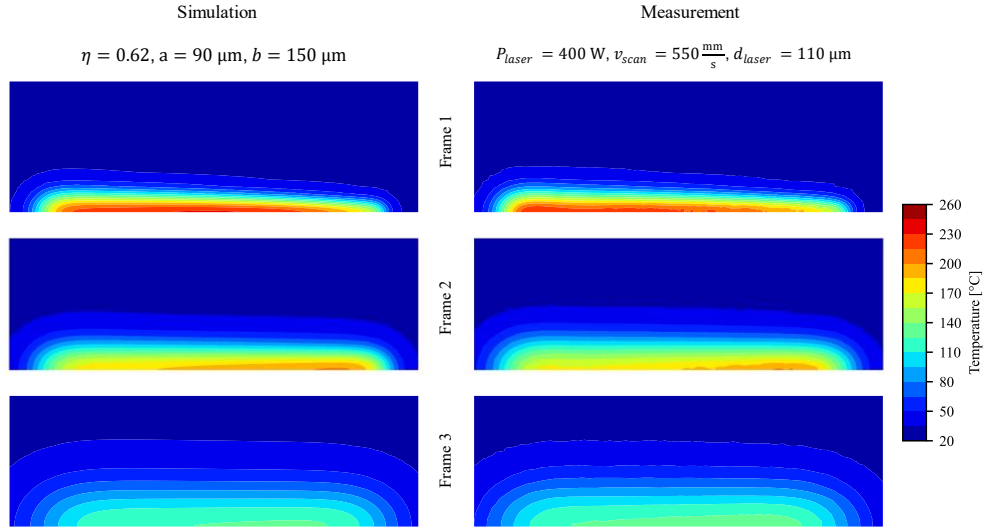 Simulation
Measurement
η = 0.62, a = 90 μm, b = 150 μm
P_laser = 400 W, v_scan = 550 mm/s, d_laser = 110 μm
Frame 1
Frame 2
Frame 3
260
230
200
170
140
110
80
50
20
Temperature [°C]